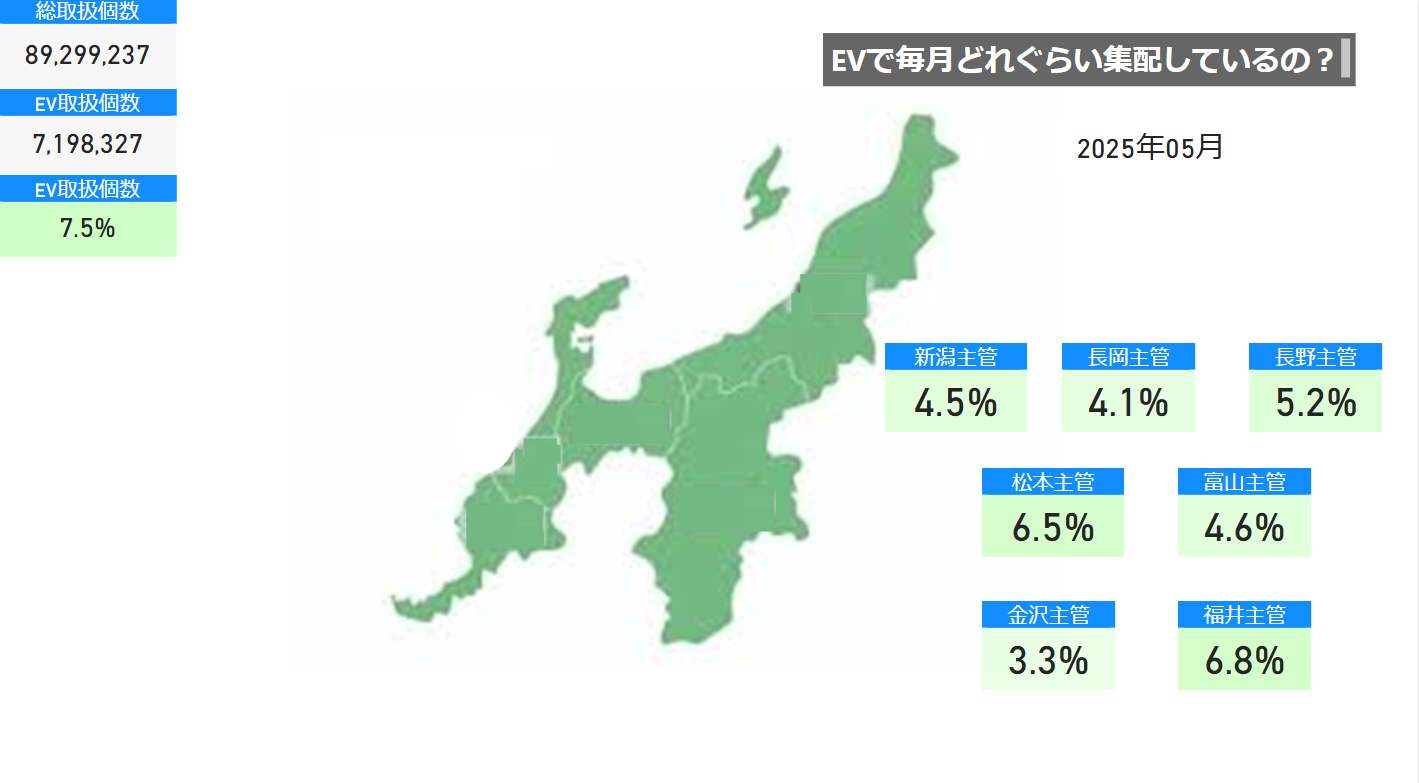 総取扱個数
89,299,237
EV取扱個数
7,198,327
EV取扱個数
7.5%
EVで毎月どれぐらい集配しているの？
2025年05月
新潟主管
4.5%
長岡主管
4.1%
長野主管
5.2%
松本主管
6.5%
富山主管
4.6%
金沢主管
3.3%
福井主管
6.8%